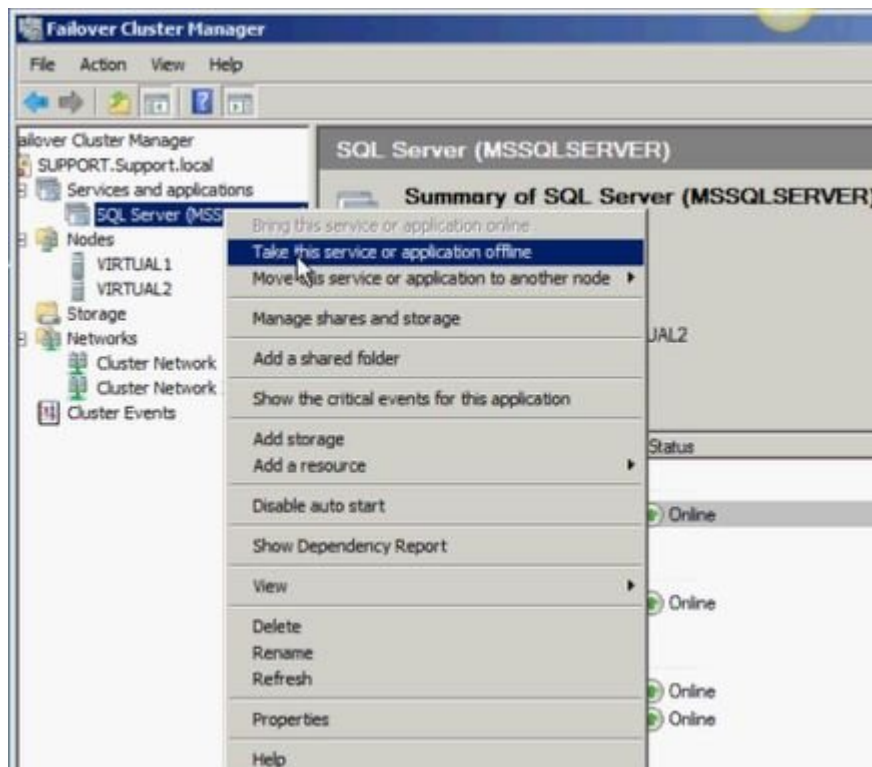 Failover Cluster Manager
File Action View Help
ailover Cluster Manager
SUPPORT.Support.local
Services and applications
SQL Server (MSS
Nodes
VIRTUAL1
VIRTUAL2
Storage
Networks
Cluster Network
Cluster Network
Cluster Events
SQL Server (MSSQLSERVER)
Summary of SQL Server (MSSQLSERVER)
Bring this service or application online
Take this service or application offline
Move this service or application to another node
Manage shares and storage
Add a shared folder
Show the critical events for this application
Add storage
Add a resource
Disable auto start
Show Dependency Report
View
Delete
Rename
Refresh
Properties
Help
UAL2
Status
Online
Online
Online
Online